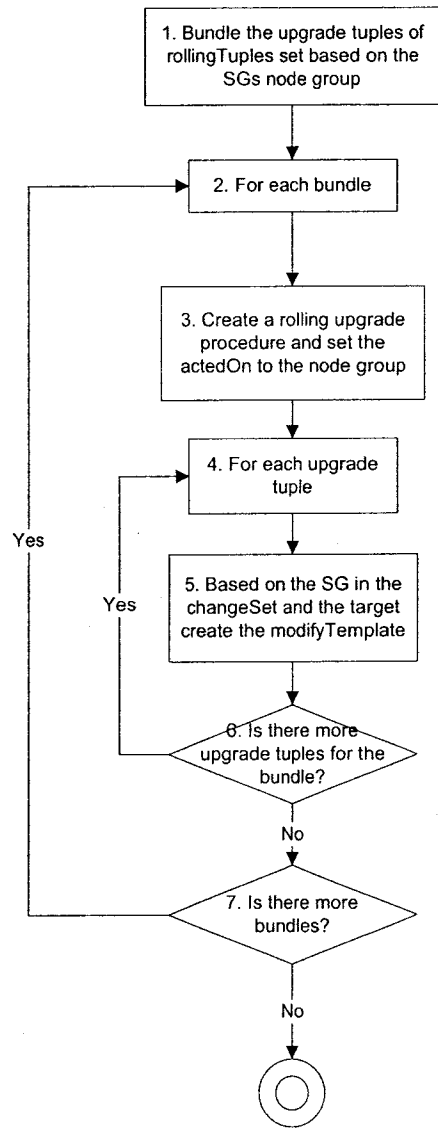 1. Bundle the upgrade tuples of
rollingTuples set based on the
SGs node group
2. For each bundle
3. Create a rolling upgrade
procedure and set the
actedOn to the node group
4. For each upgrade
tuple
Yes
Yes
5. Based on the SG in the
changeSet and the target
create the modifyTemplate
6. Is there more
upgrade tuples for the
bundle?
No
7. Is there more
bundles?
No